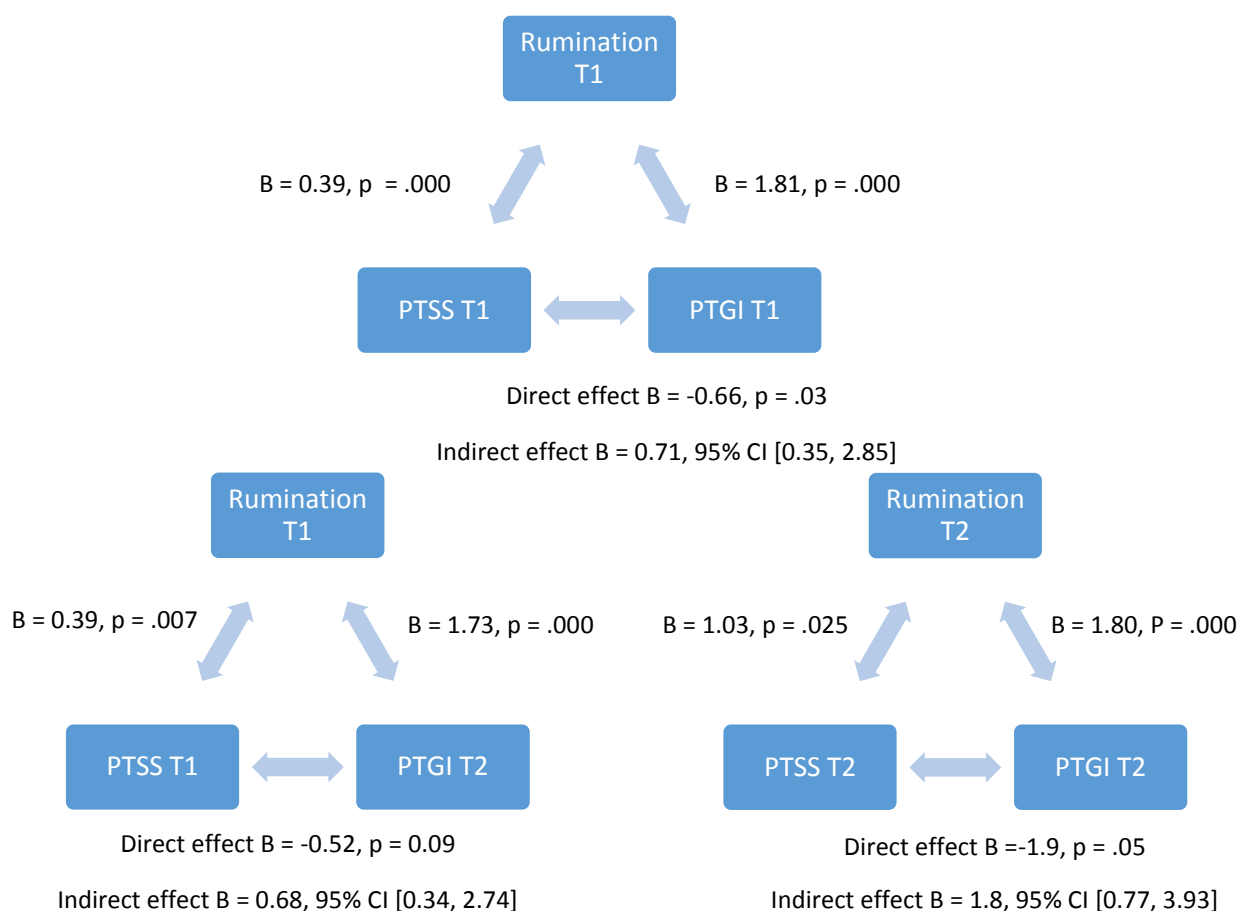 Rumination
T1
B = 0.39, p  = .000
B = 1.81, p = .000
PTSS T1
PTGI T1
Direct effect B = -0.66, p = .03
Indirect effect B = 0.71, 95% CI [0.35, 2.85]
Rumination
T1
B = 0.39, p = .007
B = 1.73, p = .000
PTSS T1
PTGI T2
Direct effect B = -0.52, p = 0.09
Indirect effect B = 0.68, 95% CI [0.34, 2.74]
Rumination
T2
B = 1.03, p = .025
B = 1.80, P = .000
PTSS T2
PTGI T2
Direct effect B =-1.9, p = .05
Indirect effect B = 1.8, 95% CI [0.77, 3.93]